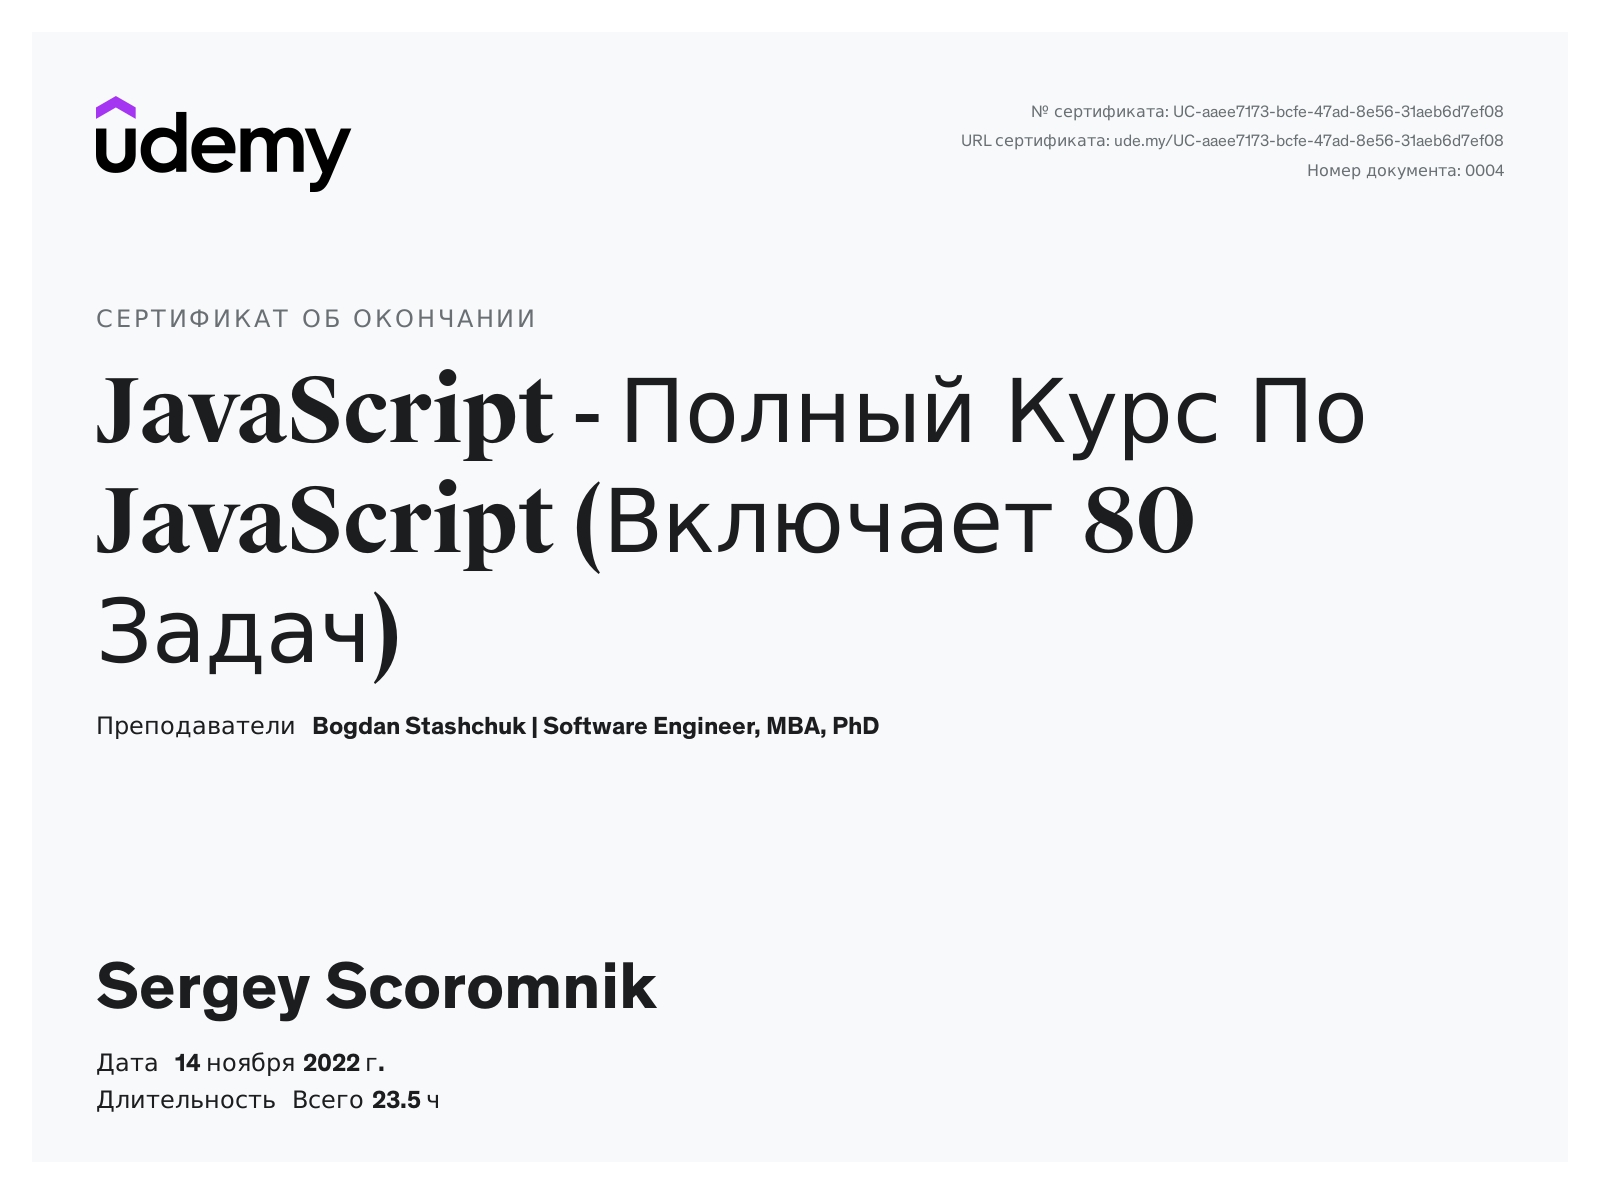 udemy
№ сертификата: UC-aaee7173-bcfe-47ad-8e56-31aeb6d7ef08
URL сертификата: ude.my/UC-aaee7173-bcfe-47ad-8e56-31aeb6d7ef08
Номер документа: 0004
СЕРТИФИКАТ ОБ ОКОНЧАНИИ
JavaScript - Полный Курс По
JavaScript (Включает 80
Задач)
Преподаватели Bogdan Stashchuk | Software Engineer, MBA, PhD
Sergey Scoromnik
Дата 14 ноября 2022 г.
Длительность Всего 23.5 ч